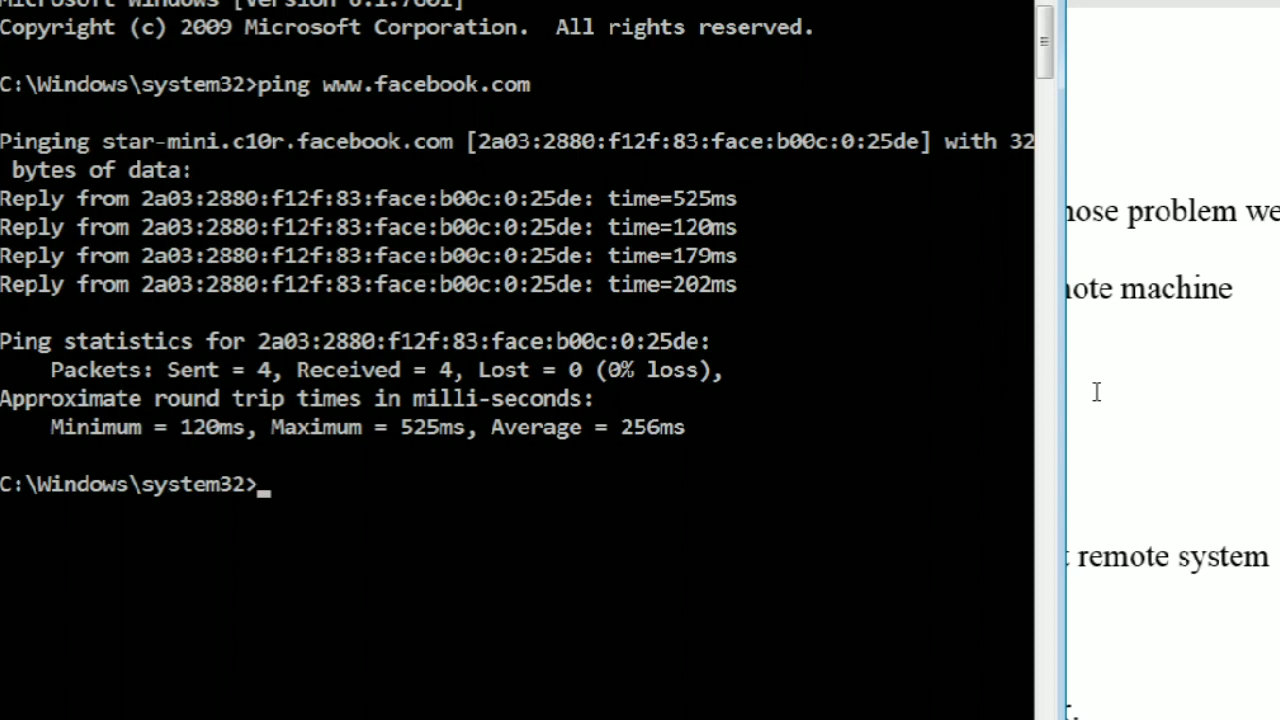 Microsoft Windows [Version 6.1.7601]
Copyright (c) 2009 Microsoft Corporation.  All rights reserved.
C:\Windows\system32>ping www.facebook.com
Pinging star-mini.c10r.facebook.com [2a03:2880:f12f:83:face:b00c:0:25de] with 32
bytes of data:
Reply from 2a03:2880:f12f:83:face:b00c:0:25de: time=525ms
Reply from 2a03:2880:f12f:83:face:b00c:0:25de: time=120ms
Reply from 2a03:2880:f12f:83:face:b00c:0:25de: time=179ms
Reply from 2a03:2880:f12f:83:face:b00c:0:25de: time=202ms
Ping statistics for 2a03:2880:f12f:83:face:b00c:0:25de:
Packets: Sent = 4, Received = 4, Lost = 0 (0% loss),
Approximate round trip times in milli-seconds:
Minimum = 120ms, Maximum = 525ms, Average = 256ms
C:\Windows\system32>
problem
machine
remote system